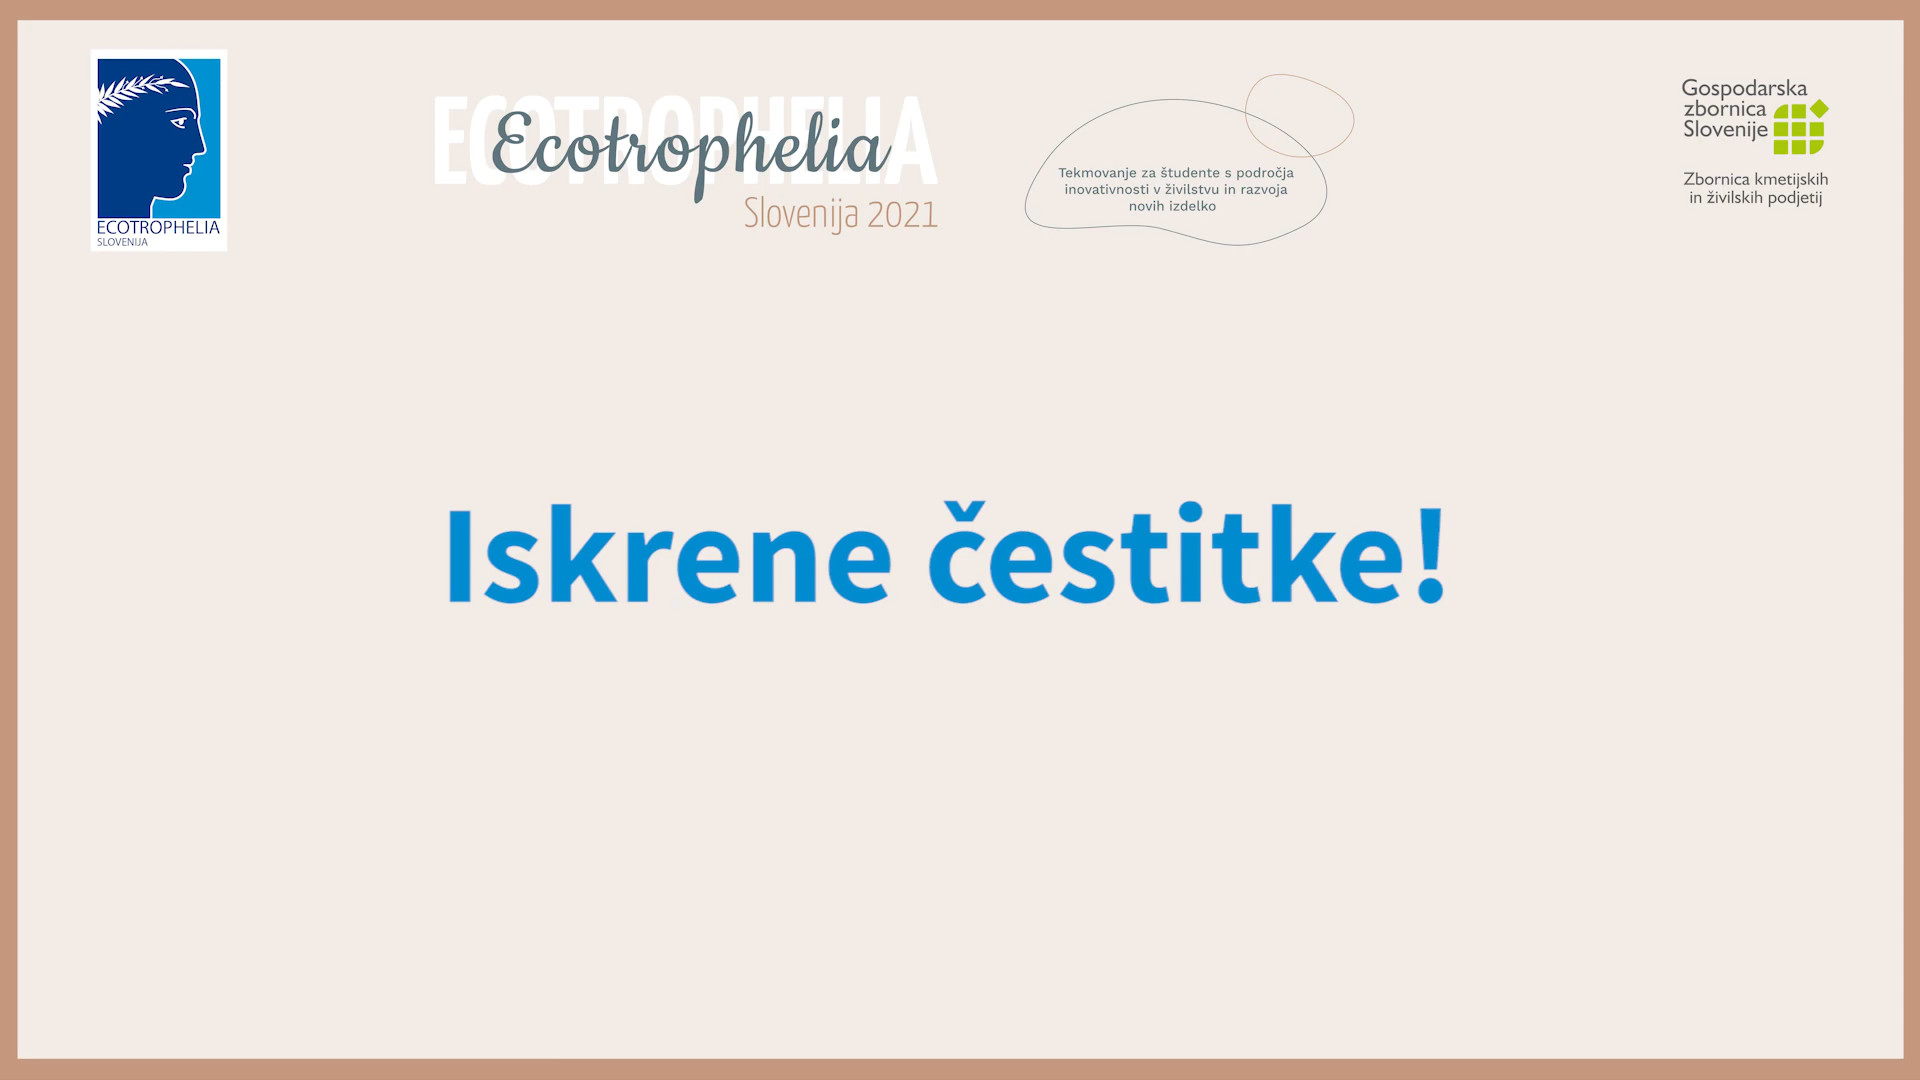 ECOTROPHELIA
SLOVENIJA
ECOTROPHELIA
Ecotrophelia
Slovenija 2021
Tekmovanje za študente s področja
inovativnosti v živilstvu in razvoja
novih izdelko
Gospodarska
zbornica
Slovenije
Zbornica kmetijskih
in živilskih podjetij
Iskrene čestitke!